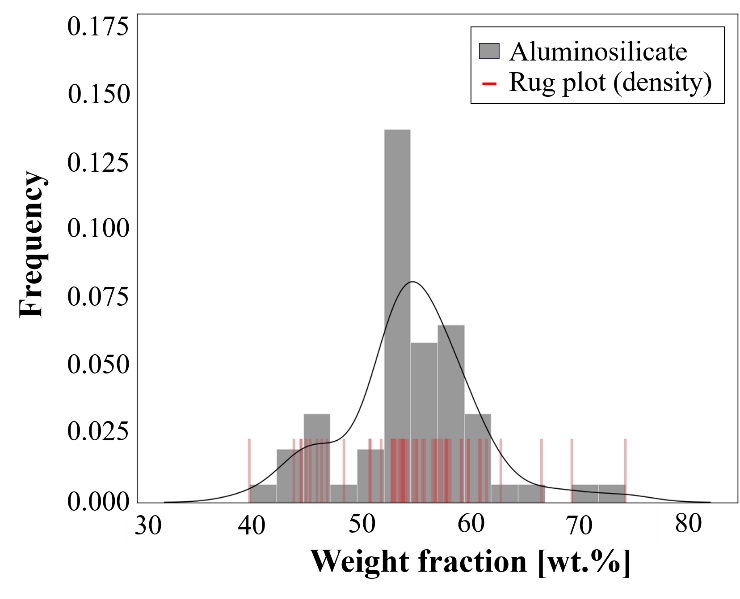 0.175
0.150
0.125
0.100
0.075
0.050
0.025
0.000
Frequency
Aluminosilicate
Rug plot (density)
30 40 50 60 70 80
Weight fraction [wt.%]